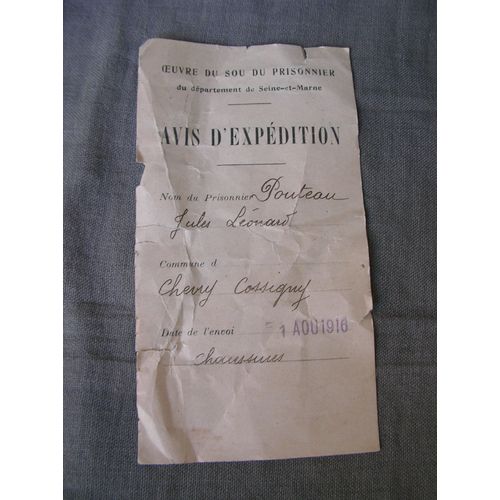 ŒUVRE DU SOU DU PRISONNIER
du département de Seine-et-Marne
AVIS D'EXPÉDITION
Nom du Prisonnier Pouteau
Jules Léonard
Commune d
Chevry Cossigny
Date de l'envoi 1 AOU 1916
Chaussures